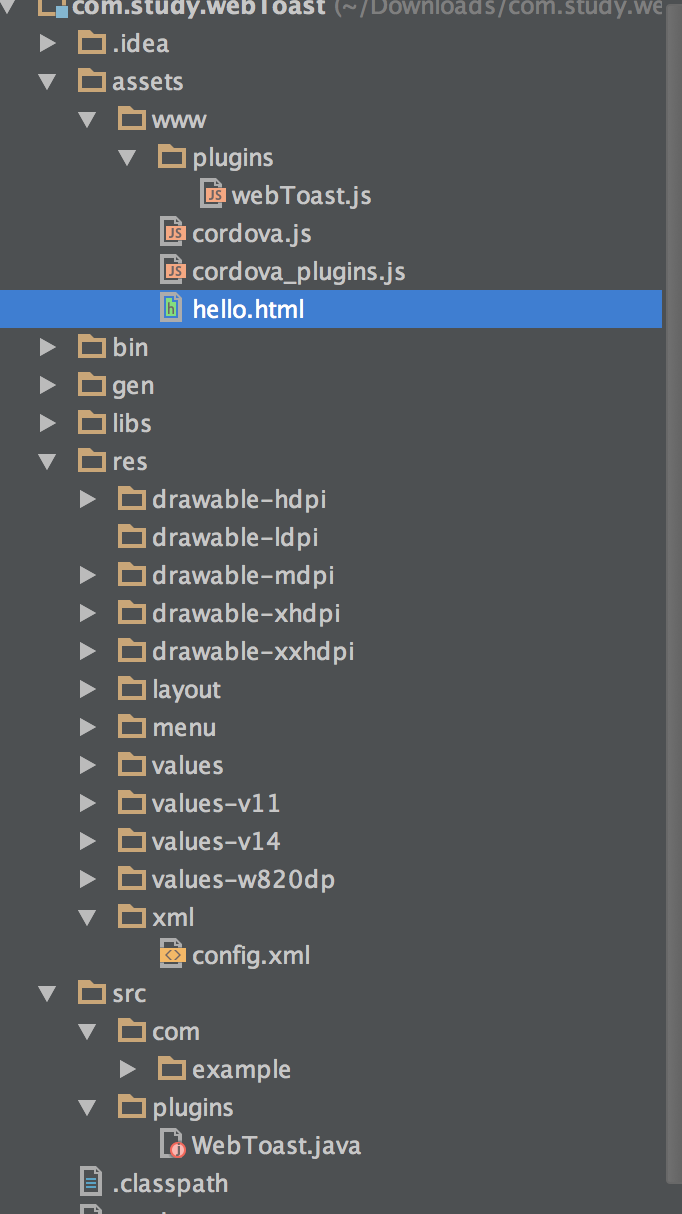 com.study.webToast (~/Downloads/com.study.we
.idea
assets
www
plugins
webToast.js
cordova.js
cordova_plugins.js
hello.html
bin
gen
libs
res
drawable-hdpi
drawable-ldpi
drawable-mdpi
drawable-xhdpi
drawable-xxhdpi
layout
menu
values
values-v11
values-v14
values-w820dp
xml
config.xml
src
com
example
plugins
WebToast.java
.classpath